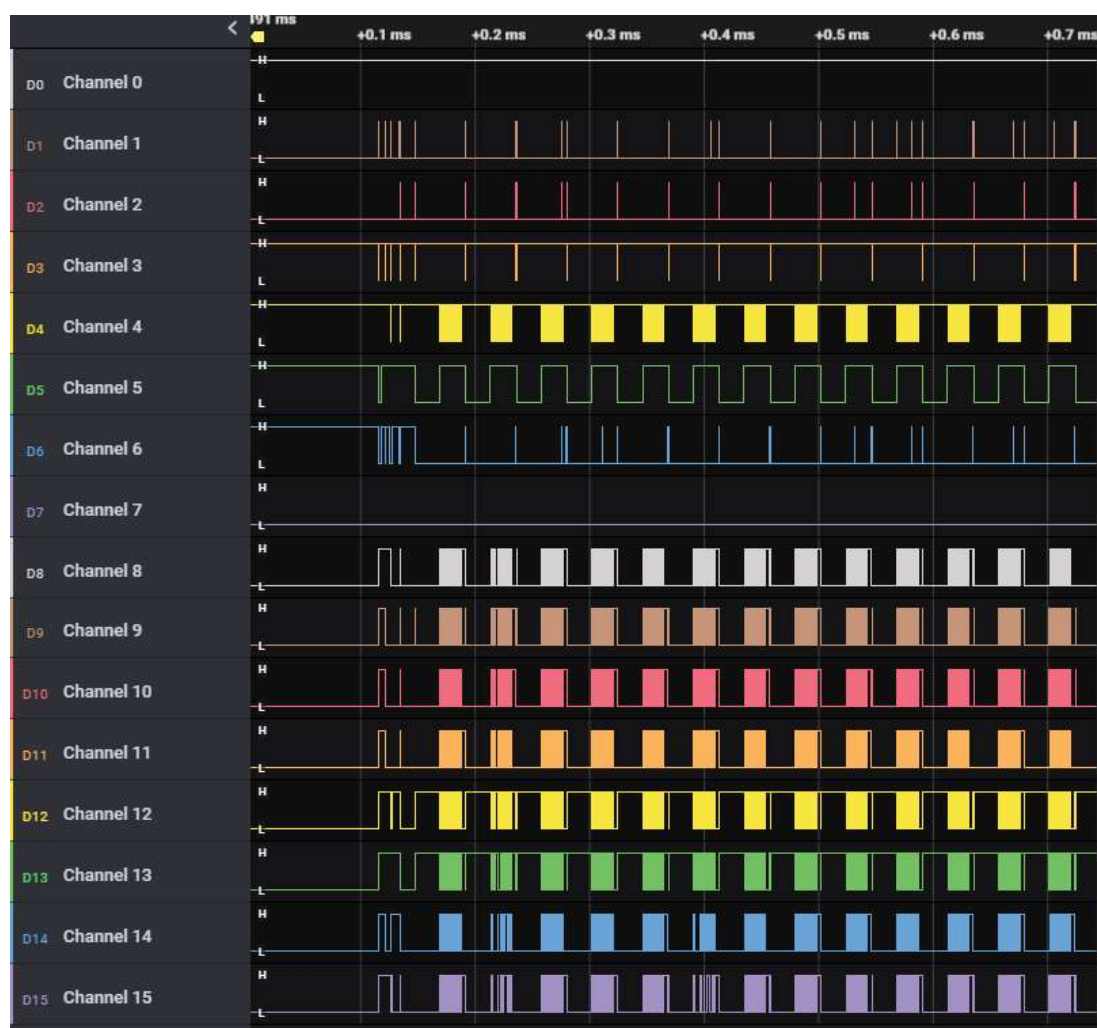 <
191 ms
+0.1 ms +0.2 ms +0.3 ms +0.4 ms +0.5 ms +0.6 ms +0.7 ms
D0 Channel 0 H L
D1 Channel 1 H L
D2 Channel 2 H L
D3 Channel 3 H L
D4 Channel 4 H L
D5 Channel 5 H L
D6 Channel 6 H L
D7 Channel 7 H L
D8 Channel 8 H L
D9 Channel 9 H L
D10 Channel 10 H L
D11 Channel 11 H L
D12 Channel 12 H L
D13 Channel 13 H L
D14 Channel 14 H L
D15 Channel 15 H L